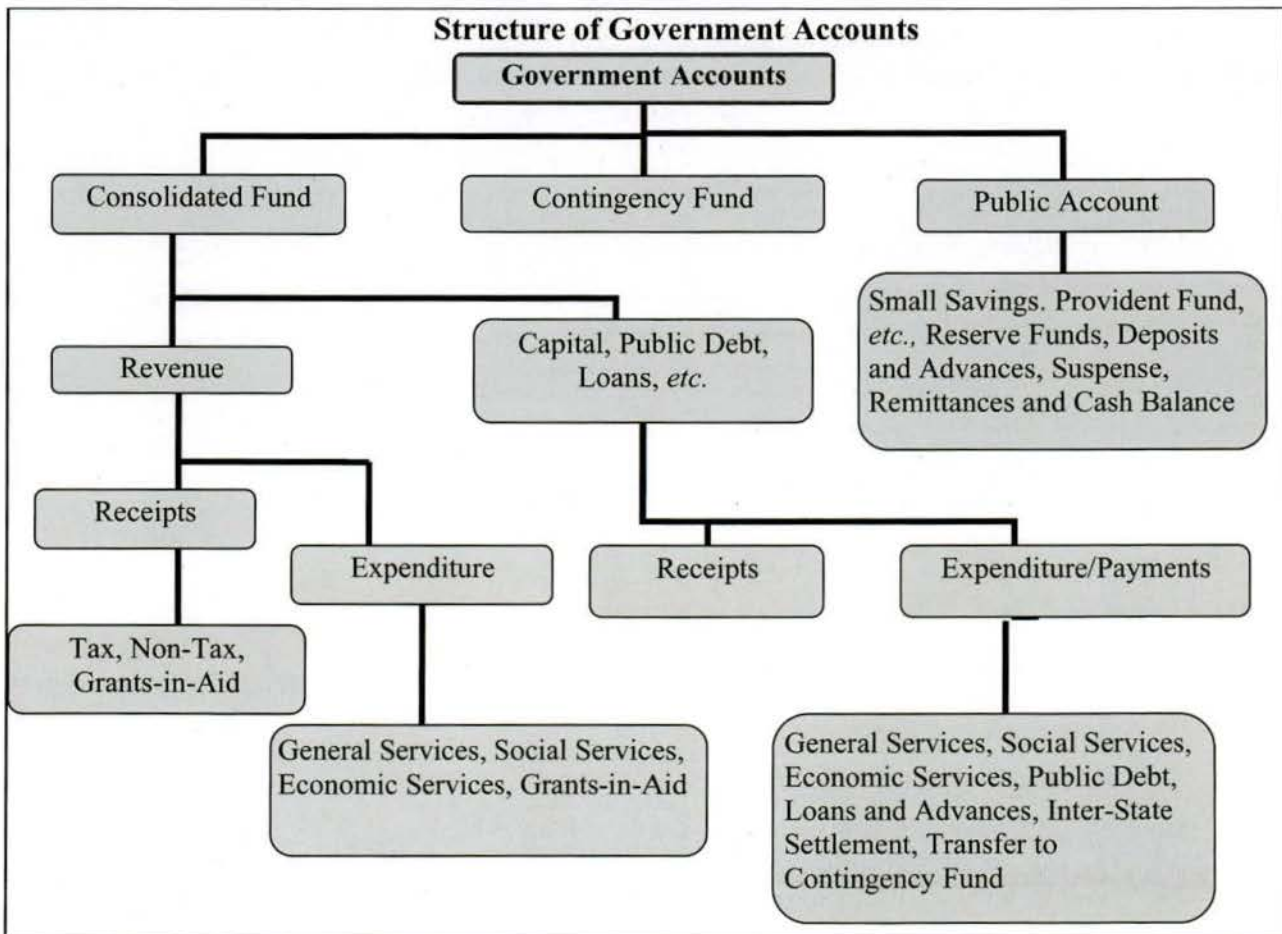 Structure of Government Accounts
Government Accounts
Consolidated Fund
Contingency Fund
Public Account
Small Savings. Provident Fund,
etc., Reserve Funds, Deposits
and Advances, Suspense,
Remittances and Cash Balance
Revenue
Capital, Public Debt,
Loans, etc.
Receipts
Expenditure
Receipts
Expenditure/Payments
Tax, Non-Tax,
Grants-in-Aid
General Services, Social Services,
Economic Services, Grants-in-Aid
General Services, Social Services,
Economic Services, Public Debt,
Loans and Advances, Inter-State
Settlement, Transfer to
Contingency Fund